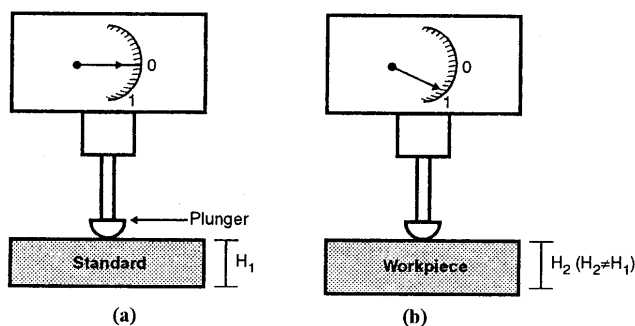 0
1
Plunger
Standard
H₁
(a)
0
1
Workpiece
H₂ (H₂≠H₁)
(b)